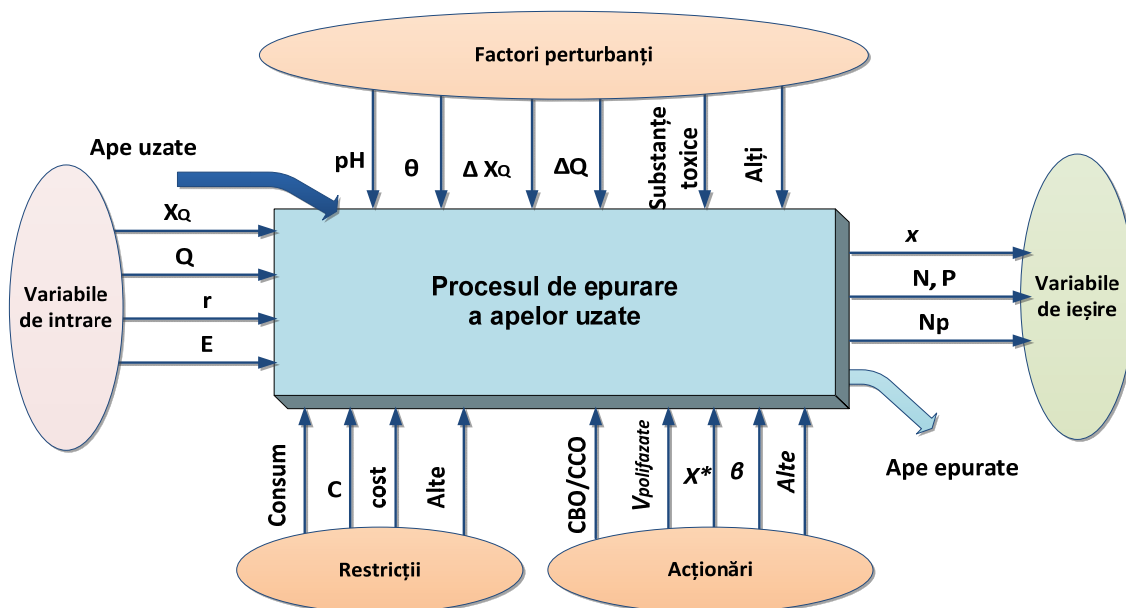 Factori perturbanți
Ape uzate
pH
θ
Δ XQ
ΔQ
Substanțe
toxice
Alți
XQ
Q
r
E
Variabile
de intrare
Procesul de epurare
a apelor uzate
x
N, P
Np
Variabile
de ieșire
Ape epurate
Consum
C
cost
Alte
CBO/CCO
Vpolifazate
X*
β
Alte
Restricții
Acționări